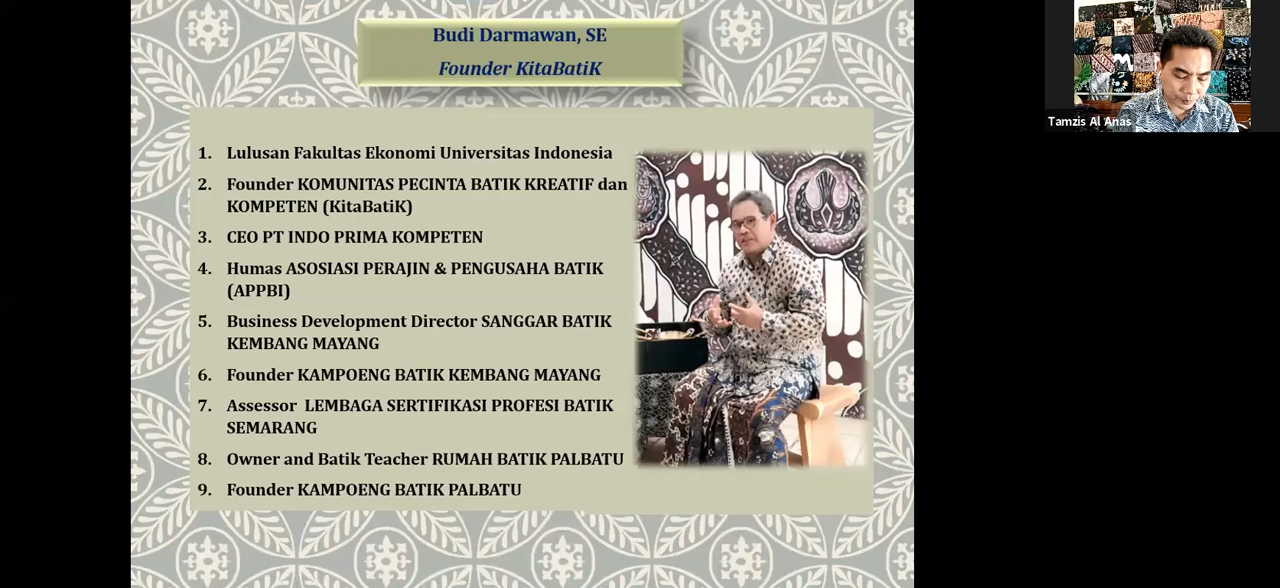 Budi Darmawan, SE
Founder KitaBatiK
1. Lulusan Fakultas Ekonomi Universitas Indonesia
2. Founder KOMUNITAS PECINTA BATIK KREATIF dan
KOMPETEN (KitaBatiK)
3. CEO PT INDO PRIMA KOMPETEN
4. Humas ASOSIASI PERAJIN & PENGUSAHA BATIK
(APPBI)
5. Business Development Director SANGGAR BATIK
KEMBANG MAYANG
6. Founder KAMPOENG BATIK KEMBANG MAYANG
7. Assessor LEMBAGA SERTIFIKASI PROFESI BATIK
SEMARANG
8. Owner and Batik Teacher RUMAH BATIK PALBATU
9. Founder KAMPOENG BATIK PALBATU
Tamzis Al Anas